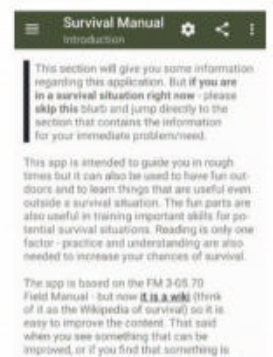 Survival Manual
Introduction
This section will give you some information
regarding this application. But if you are
in a survival situation right now - please
skip this blurb and jump directly to the
section that contains the information
for your immediate problem/need.
This app is intended to guide you in rough
times but it can also be used to have fun out-
doors and to learn things that are useful even
outside a survival situation. The fun parts are
also useful in training important skills for po-
tential survival situations. Reading is only one
factor - practice and understanding are also
needed to increase your chances of survival.
The app is based on the FM 3-05.70
Field Manual - but now it is a wiki (think
of it as the Wikipedia of survival) so it is
easy to improve the content. That said
when you see something that can be
improved, or if you find that something is